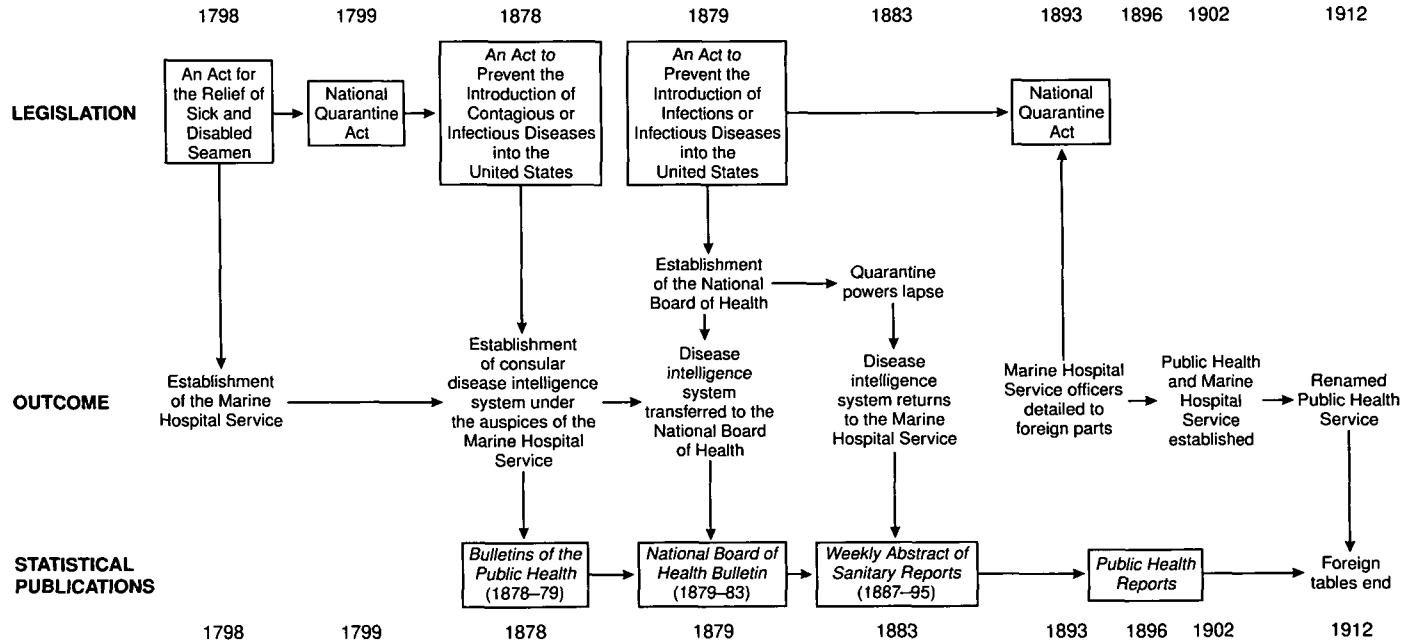 1798 1799 1878 1879 1883 1893 1896 1902 1912
LEGISLATION
An Act for
the Relief of
Sick and
Disabled
Seamen
National
Quarantine
Act
An Act to
Prevent the
Introduction of
Contagious or
Infectious Diseases
into the
United States
An Act to
Prevent the
Introduction of
Infections or
Infectious Diseases
into the
United States
National
Quarantine
Act
Establishment
of the National
Board of Health
Quarantine
powers lapse
OUTCOME
Establishment
of the Marine
Hospital Service
Establishment
of consular
disease intelligence
system under
the auspices of the
Marine Hospital
Service
Disease
intelligence
system
transferred to the
National Board
of Health
Disease
intelligence
system returns
to the Marine
Hospital Service
Marine Hospital
Service officers
detailed to
foreign parts
Public Health
and Marine
Hospital
Service
established
Renamed
Public Health
Service
STATISTICAL
PUBLICATIONS
Bulletins of the
Public Health
(1878–79)
National Board of
Health Bulletin
(1879–83)
Weekly Abstract of
Sanitary Reports
(1887–95)
Public Health
Reports
Foreign
tables end
1798 1799 1878 1879 1883 1893 1896 1902 1912